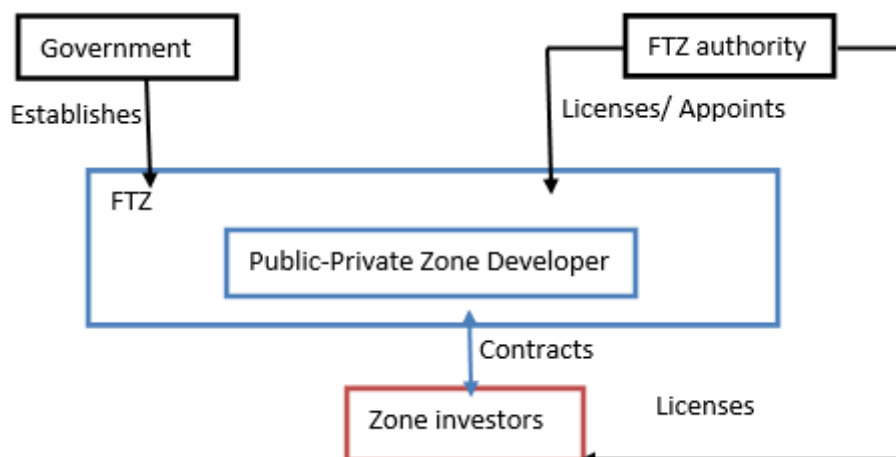 Government
FTZ authority
Establishes
Licenses/ Appoints
FTZ
Public-Private Zone Developer
Contracts
Zone investors
Licenses